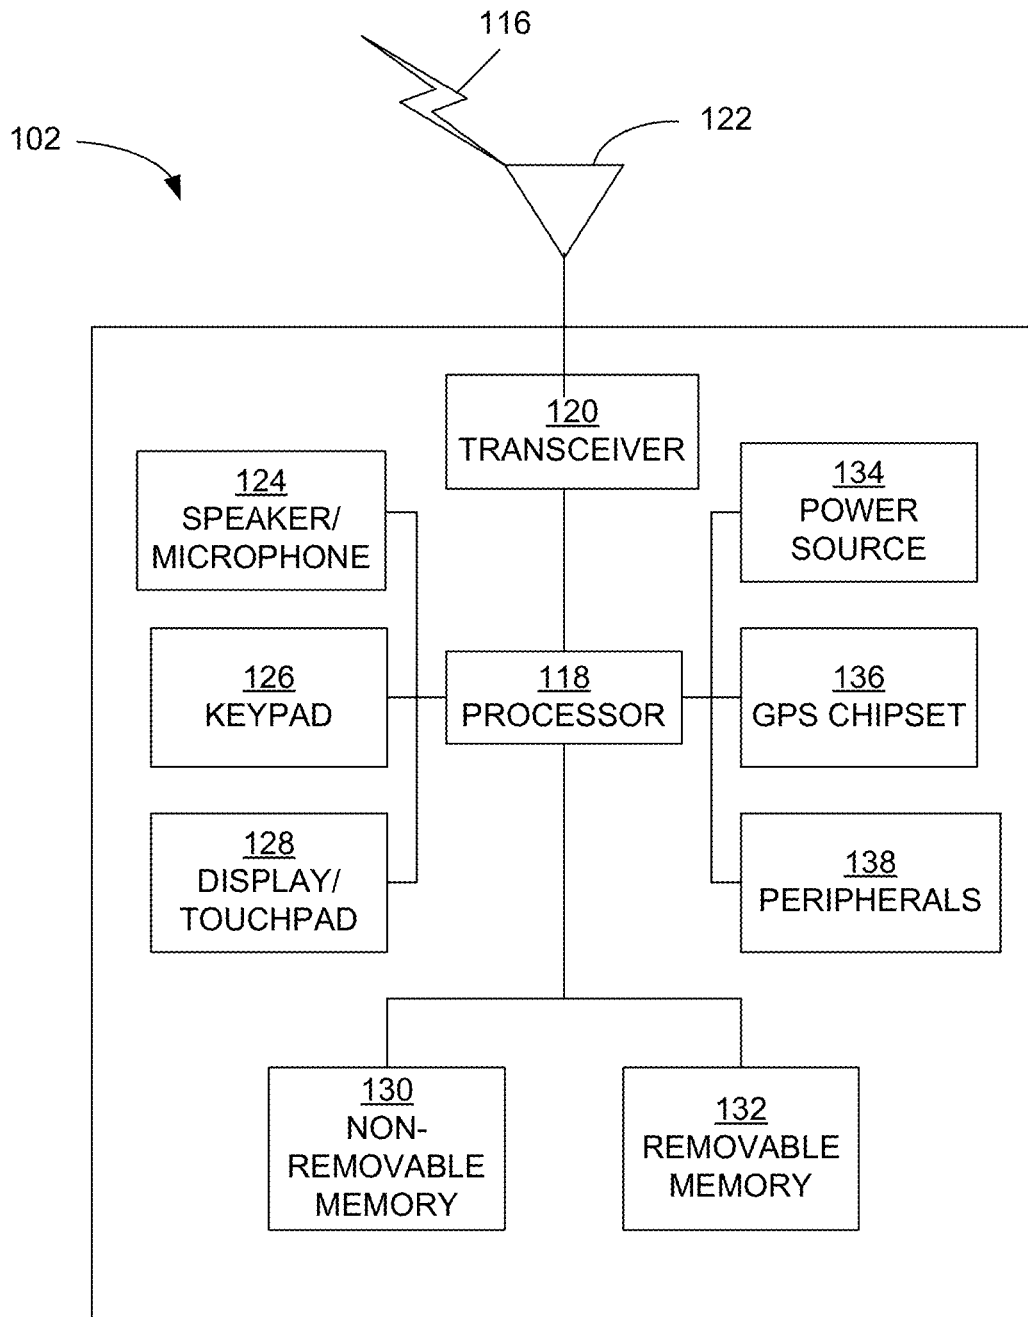 116
122
102
120
TRANSCEIVER
124
SPEAKER/
MICROPHONE
134
POWER
SOURCE
126
KEYPAD
118
PROCESSOR
136
GPS CHIPSET
128
DISPLAY/
TOUCHPAD
138
PERIPHERALS
130
NON-
REMOVABLE
MEMORY
132
REMOVABLE
MEMORY